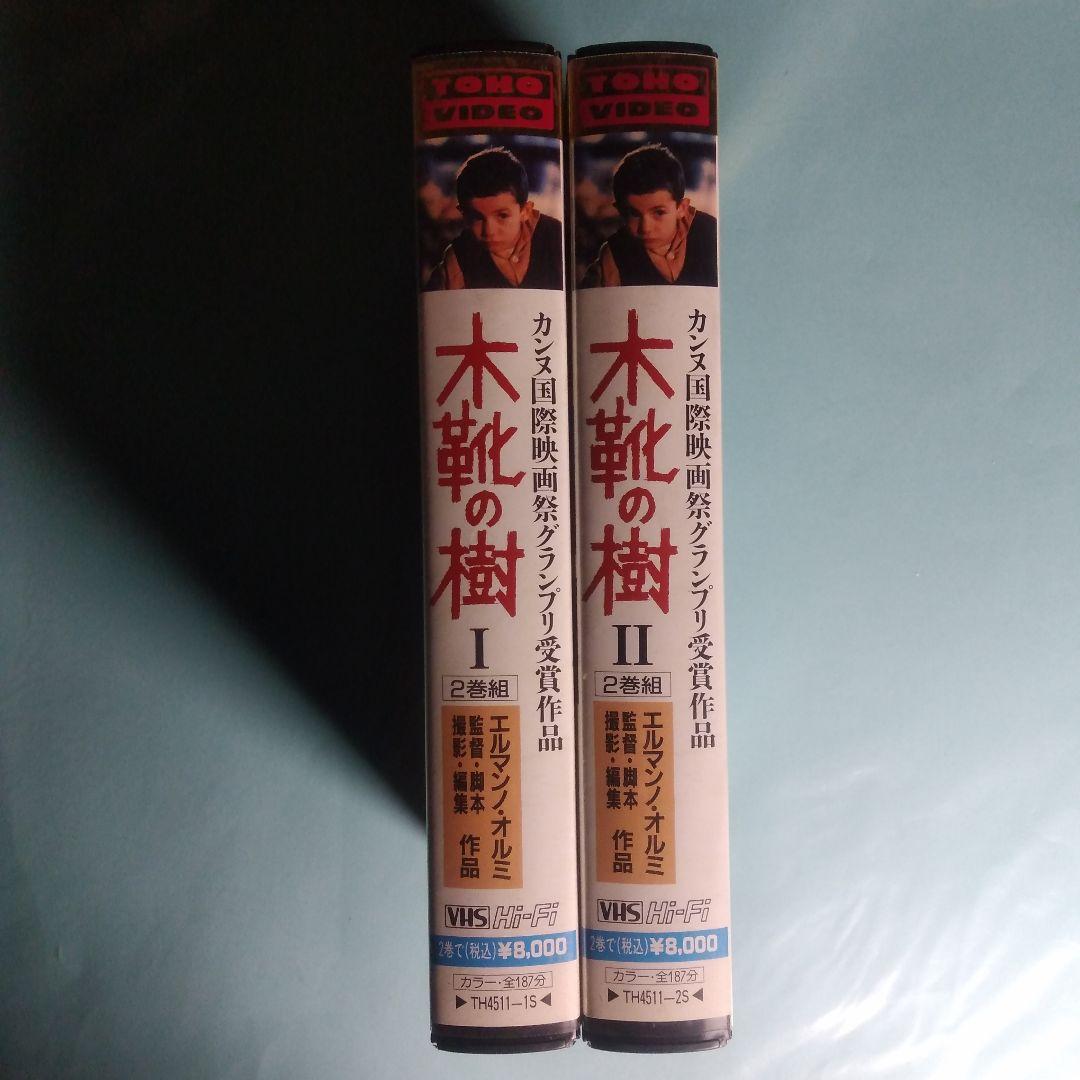 TOHO
VIDEO
カンヌ国際映画祭グランプリ受賞作品
木靴の樹
I
2巻組
エルマンノ・オルミ
監督・脚本
撮影・編集
作品
VHS Hi-Fi
2巻で(税込)¥8,000
カラー・全187分
▶ TH4511-1S ◀
TOHO
VIDEO
カンヌ国際映画祭グランプリ受賞作品
木靴の樹
II
2巻組
エルマンノ・オルミ
監督・脚本
撮影・編集
作品
VHS Hi-Fi
2巻で(税込)¥8,000
カラー・全187分
▶ TH4511-2S ◀